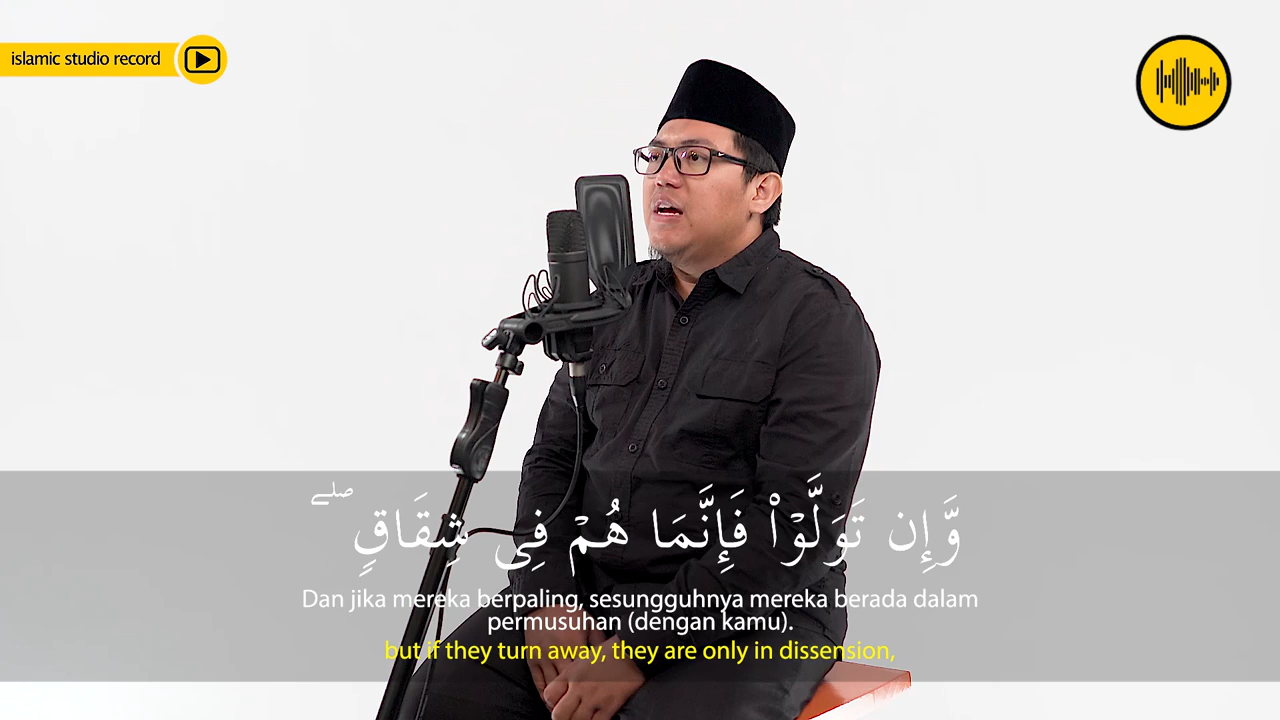 islamic studio record
وَّإِن تَوَلَّوْا۟ فَإِنَّمَا هُمْ فِى شِقَاقٍ ۖ
Dan jika mereka berpaling, sesungguhnya mereka berada dalam
permusuhan (dengan kamu).
but if they turn away, they are only in dissension,